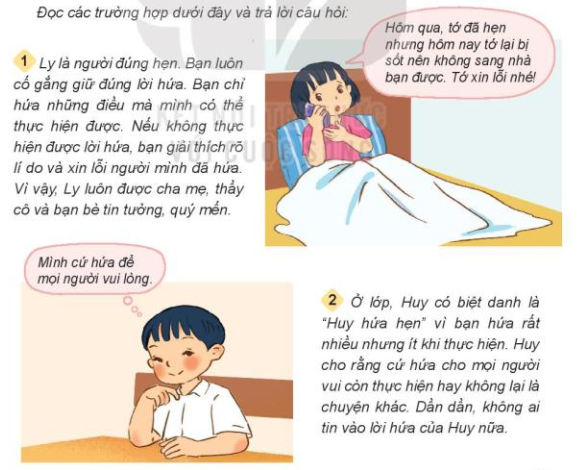 Đọc các trường hợp dưới đây và trả lời câu hỏi:
1 Ly là người đúng hẹn. Bạn luôn
cố gắng giữ đúng lời hứa. Bạn chỉ
hứa những điều mà mình có thể
thực hiện được. Nếu không thực
hiện được lời hứa, bạn giải thích rõ
lí do và xin lỗi người mình đã hứa.
Vì vậy, Ly luôn được cha mẹ, thầy
cô và bạn bè tin tưởng, quý mến.
Hôm qua, tớ đã hẹn
nhưng hôm nay tớ lại bị
sốt nên không sang nhà
bạn được. Tớ xin lỗi nhé!
Mình cứ hứa để
mọi người vui lòng.
2 Ở lớp, Huy có biệt danh là
“Huy hứa hẹn” vì bạn hứa rất
nhiều nhưng ít khi thực hiện. Huy
cho rằng cứ hứa cho mọi người
vui còn thực hiện hay không lại là
chuyện khác. Dần dần, không ai
tin vào lời hứa của Huy nữa.